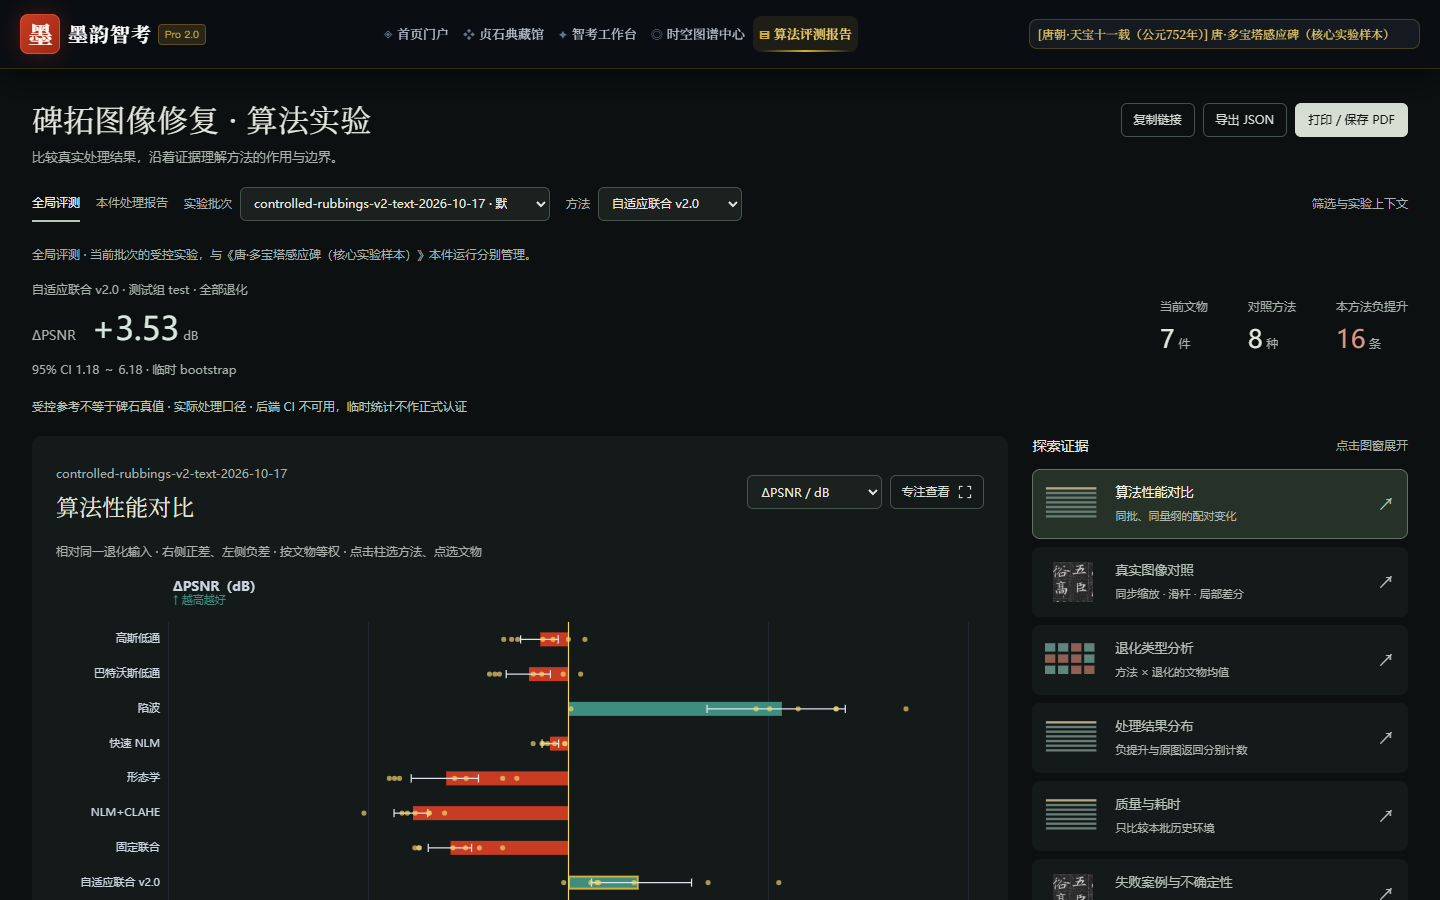 墨 墨韵智考 Pro 2.0
首页门户 贞石典藏馆 智考工作台 时空图谱中心 算法评测报告
[唐朝·天宝十一载（公元752年）] 唐·多宝塔感应碑（核心实验样本）
碑拓图像修复 · 算法实验
复制链接 导出 JSON 打印 / 保存 PDF
比较真实处理结果，沿着证据理解方法的作用与边界。
全局评测 本件处理报告 实验批次 controlled-rubbings-v2-text-2026-10-17 · 默 方法 自适应联合 v2.0 筛选与实验上下文
全局评测 · 当前批次的受控实验，与《唐·多宝塔感应碑（核心实验样本）》本件运行分别管理。
自适应联合 v2.0 · 测试组 test · 全部退化
ΔPSNR +3.53 dB
95% CI 1.18 ～ 6.18 · 临时 bootstrap
当前文物 对照方法 本方法负提升
7 件 8 种 16 条
受控参考不等于碑石真值 · 实际处理口径 · 后端 CI 不可用，临时统计不作正式认证
controlled-rubbings-v2-text-2026-10-17
算法性能对比
ΔPSNR / dB 专注查看
相对同一退化输入 · 右侧正差、左侧负差 · 按文物等权 · 点击柱选方法、点选文物
ΔPSNR (dB)
↑ 越高越好
高斯低通
巴特沃斯低通
陷波
快速 NLM
形态学
NLM+CLAHE
固定联合
自适应联合 v2.0
探索证据 点击图窗展开
算法性能对比
同批、同量纲的配对变化
真实图像对照
同步缩放 · 滑杆 · 局部差分
退化类型分析
方法 × 退化的文物均值
处理结果分布
负提升与原图返回分别计数
质量与耗时
只比较本批历史环境
失败案例与不确定性